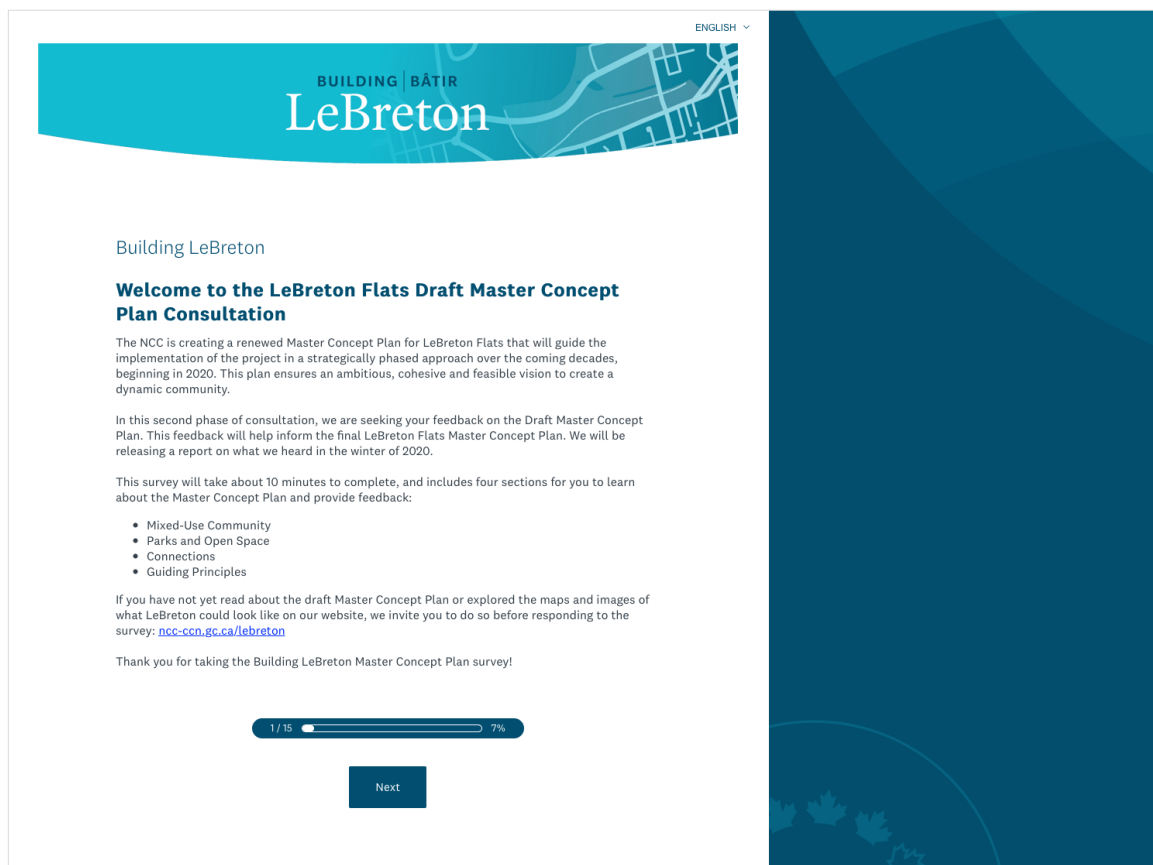 ENGLISH
BUILDING | BÂTIR
LeBreton
Building LeBreton
Welcome to the LeBreton Flats Draft Master Concept
Plan Consultation
The NCC is creating a renewed Master Concept Plan for LeBreton Flats that will guide the
implementation of the project in a strategically phased approach over the coming decades,
beginning in 2020. This plan ensures an ambitious, cohesive and feasible vision to create a
dynamic community.
In this second phase of consultation, we are seeking your feedback on the Draft Master Concept
Plan. This feedback will help inform the final LeBreton Flats Master Concept Plan. We will be
releasing a report on what we heard in the winter of 2020.
This survey will take about 10 minutes to complete, and includes four sections for you to learn
about the Master Concept Plan and provide feedback:
• Mixed-Use Community
• Parks and Open Space
• Connections
• Guiding Principles
If you have not yet read about the draft Master Concept Plan or explored the maps and images of
what LeBreton could look like on our website, we invite you to do so before responding to the
survey: ncc-ccn.gc.ca/lebreton
Thank you for taking the Building LeBreton Master Concept Plan survey!
1 / 15 7%
Next